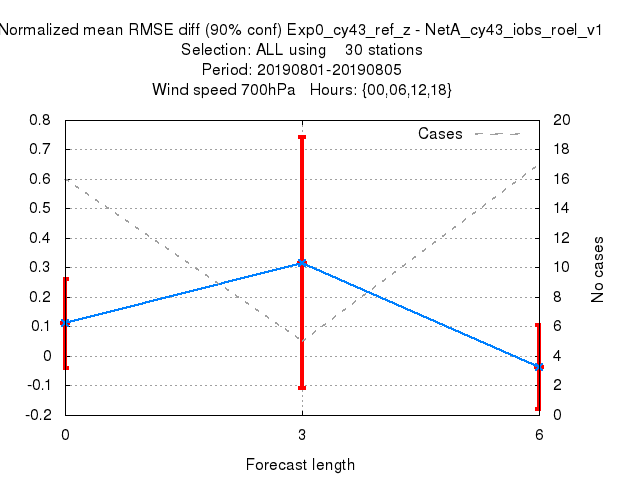 Normalized mean RMSE diff (90% conf) Exp0_cy43_ref_z - NetA_cy43_iobs_roel_v1
Selection: ALL using 30 stations
Period: 20190801-20190805
Wind speed 700hPa Hours: {00,06,12,18}
Cases
0.8
0.7
0.6
0.5
0.4
0.3
0.2
0.1
0
-0.1
-0.2
20
18
16
14
12
10
8
6
4
2
0
No cases
0 3 6
Forecast length